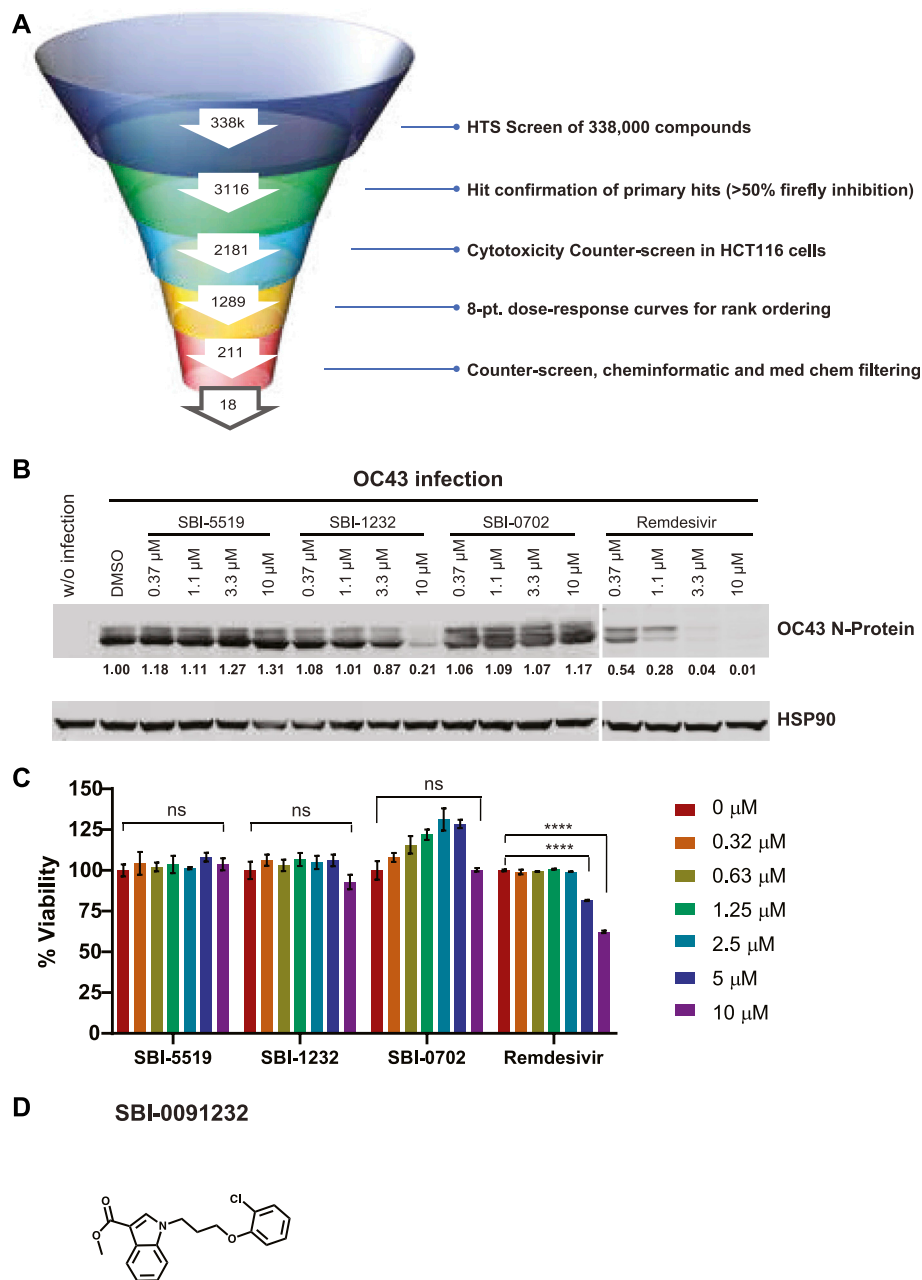 A
338k
HTS Screen of 338,000 compounds
3116
Hit confirmation of primary hits (>50% firefly inhibition)
2181
Cytotoxicity Counter-screen in HCT116 cells
1289
8-pt. dose-response curves for rank ordering
211
Counter-screen, cheminformatic and med chem filtering
18
B
OC43 infection
SBI-5519 SBI-1232 SBI-0702 Remdesivir
w/o infection DMSO 0.37 µM 1.1 µM 3.3 µM 10 µM 0.37 µM 1.1 µM 3.3 µM 10 µM 0.37 µM 1.1 µM 3.3 µM 10 µM 0.37 µM 1.1 µM 3.3 µM 10 µM
OC43 N-Protein
1.00 1.18 1.11 1.27 1.31 1.08 1.01 0.87 0.21 1.06 1.09 1.07 1.17 0.54 0.28 0.04 0.01
HSP90
C
% Viability
150
125
100
75
50
25
0
ns ns ns ****
****
SBI-5519 SBI-1232 SBI-0702 Remdesivir
0 µM
0.32 µM
0.63 µM
1.25 µM
2.5 µM
5 µM
10 µM
D
SBI-0091232
Cl
O
N
O
O